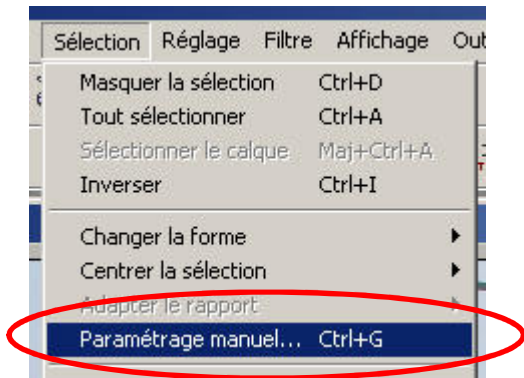 Sélection Réglage Filtre Affichage Out
Masquer la sélection Ctrl+D
Tout sélectionner Ctrl+A
Sélectionner le calque Maj+Ctrl+A
Inverser Ctrl+I
Changer la forme
Centrer la sélection
Adapter le rapport
Paramétrage manuel... Ctrl+G